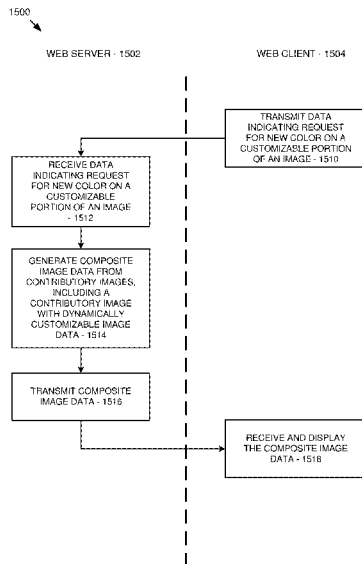 1500
WEB SERVER - 1502
WEB CLIENT - 1504
TRANSMIT DATA
INDICATING REQUEST
FOR NEW COLOR ON A
CUSTOMIZABLE PORTION
OF AN IMAGE - 1510
RECEIVE DATA
INDICATING REQUEST
FOR NEW COLOR ON A
CUSTOMIZABLE
PORTION OF AN IMAGE
- 1512
GENERATE COMPOSITE
IMAGE DATA FROM
CONTRIBUTORY IMAGES,
INCLUDING A
CONTRIBUTORY IMAGE
WITH DYNAMICALLY
CUSTOMIZABLE IMAGE
DATA - 1514
TRANSMIT COMPOSITE
IMAGE DATA - 1516
RECEIVE AND DISPLAY
THE COMPOSITE IMAGE
DATA - 1518